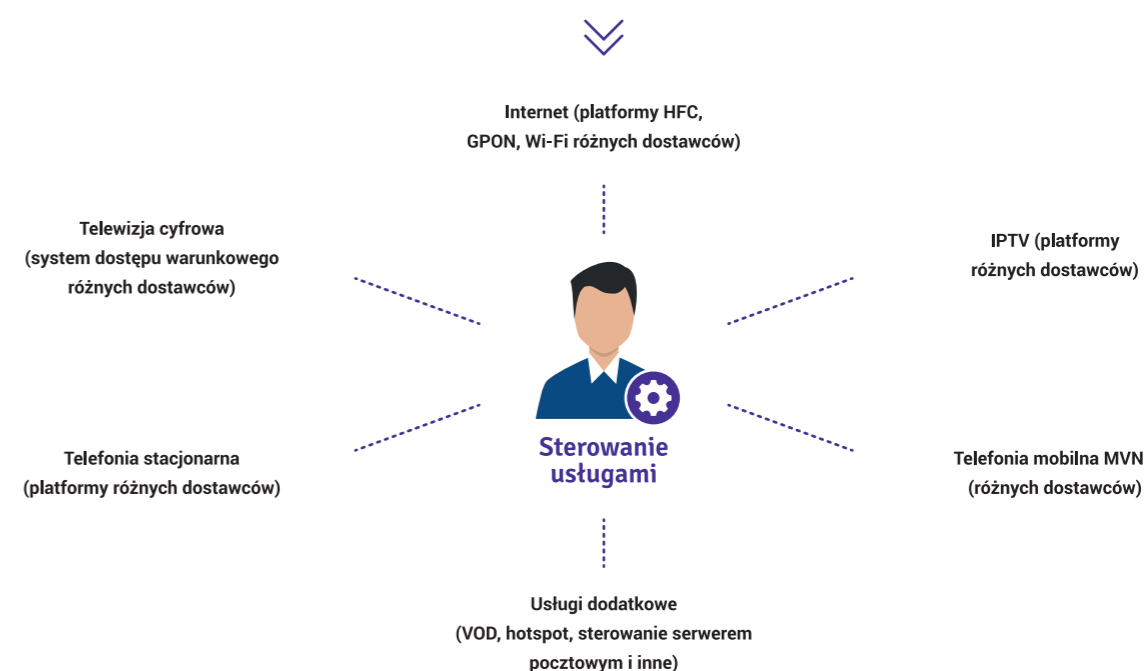 Internet (platformy HFC,
GPON, Wi-Fi różnych dostawców)
Telewizja cyfrowa
(system dostępu warunkowego
różnych dostawców)
IPTV (platformy
różnych dostawców)
Sterowanie
usługami
Telefonia stacjonarna
(platformy różnych dostawców)
Telefonia mobilna MVN
(różnych dostawców)
Usługi dodatkowe
(VOD, hotspot, sterowanie serwerem
pocztowym i inne)